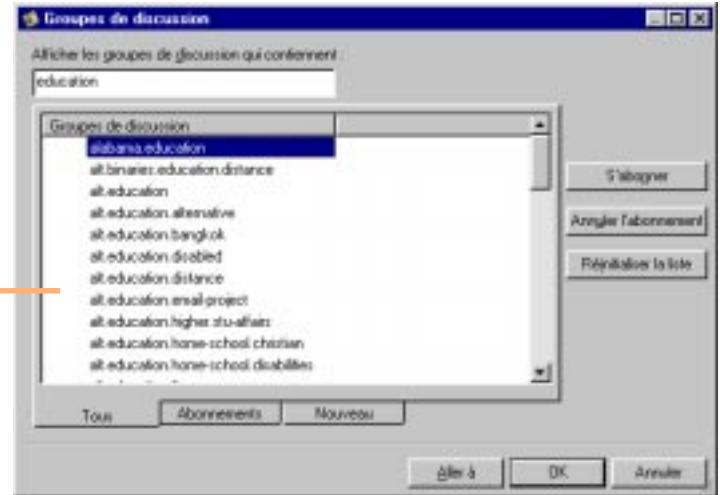 Groupes de discussion
Afficher les groupes de discussion qui contiennent :
education
Groupes de discussion
alabama.education
alt.binaries.education.distance
alt.education
alt.education.alternative
alt.education.bangkok
alt.education.disabled
alt.education.distance
alt.education.email-project
alt.education.higher.stu-affairs
alt.education.home-school.christian
alt.education.home-school.disabilities
S'abonner
Annuler l'abonnement
Réinitialiser la liste
Tous Abonnements Nouveau
Aller à OK Annuler